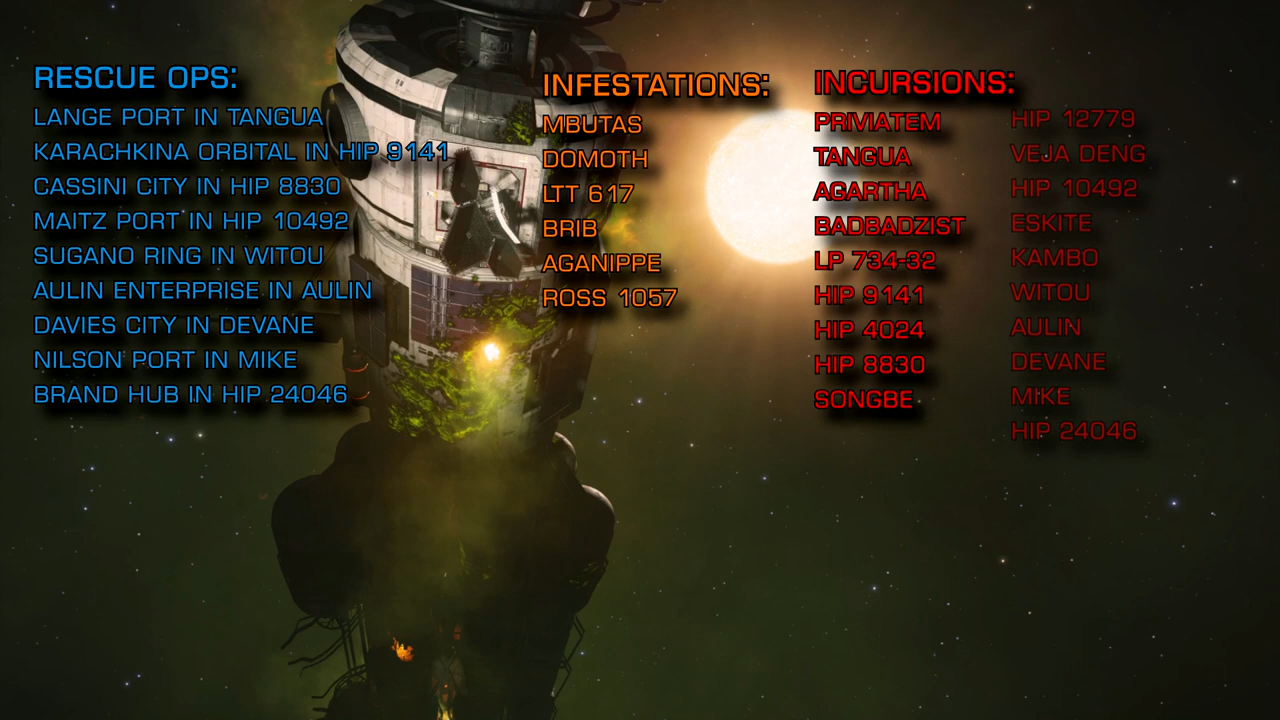 RESCUE OPS:
LANGE PORT IN TANGUA
KARACHKINA ORBITAL IN HIP 9141
CASSINI CITY IN HIP 8830
MAITZ PORT IN HIP 10492
SUGANO RING IN WITOU
AULIN ENTERPRISE IN AULIN
DAVIES CITY IN DEVANE
NILSON PORT IN MIKE
BRAND HUB IN HIP 24046
INFESTATIONS:
MBUTAS
DOMOTH
LTT 617
BRIB
AGANIPPE
ROSS 1057
INCURSIONS:
PRIVIATEM
TANGUA
AGARTHA
BADBADZIST
LP 734-32
HIP 9141
HIP 4024
HIP 8830
SONGBE
HIP 12779
VEJA DENG
HIP 10492
ESKITE
KAMBO
WITOU
AULIN
DEVANE
MIKE
HIP 24046